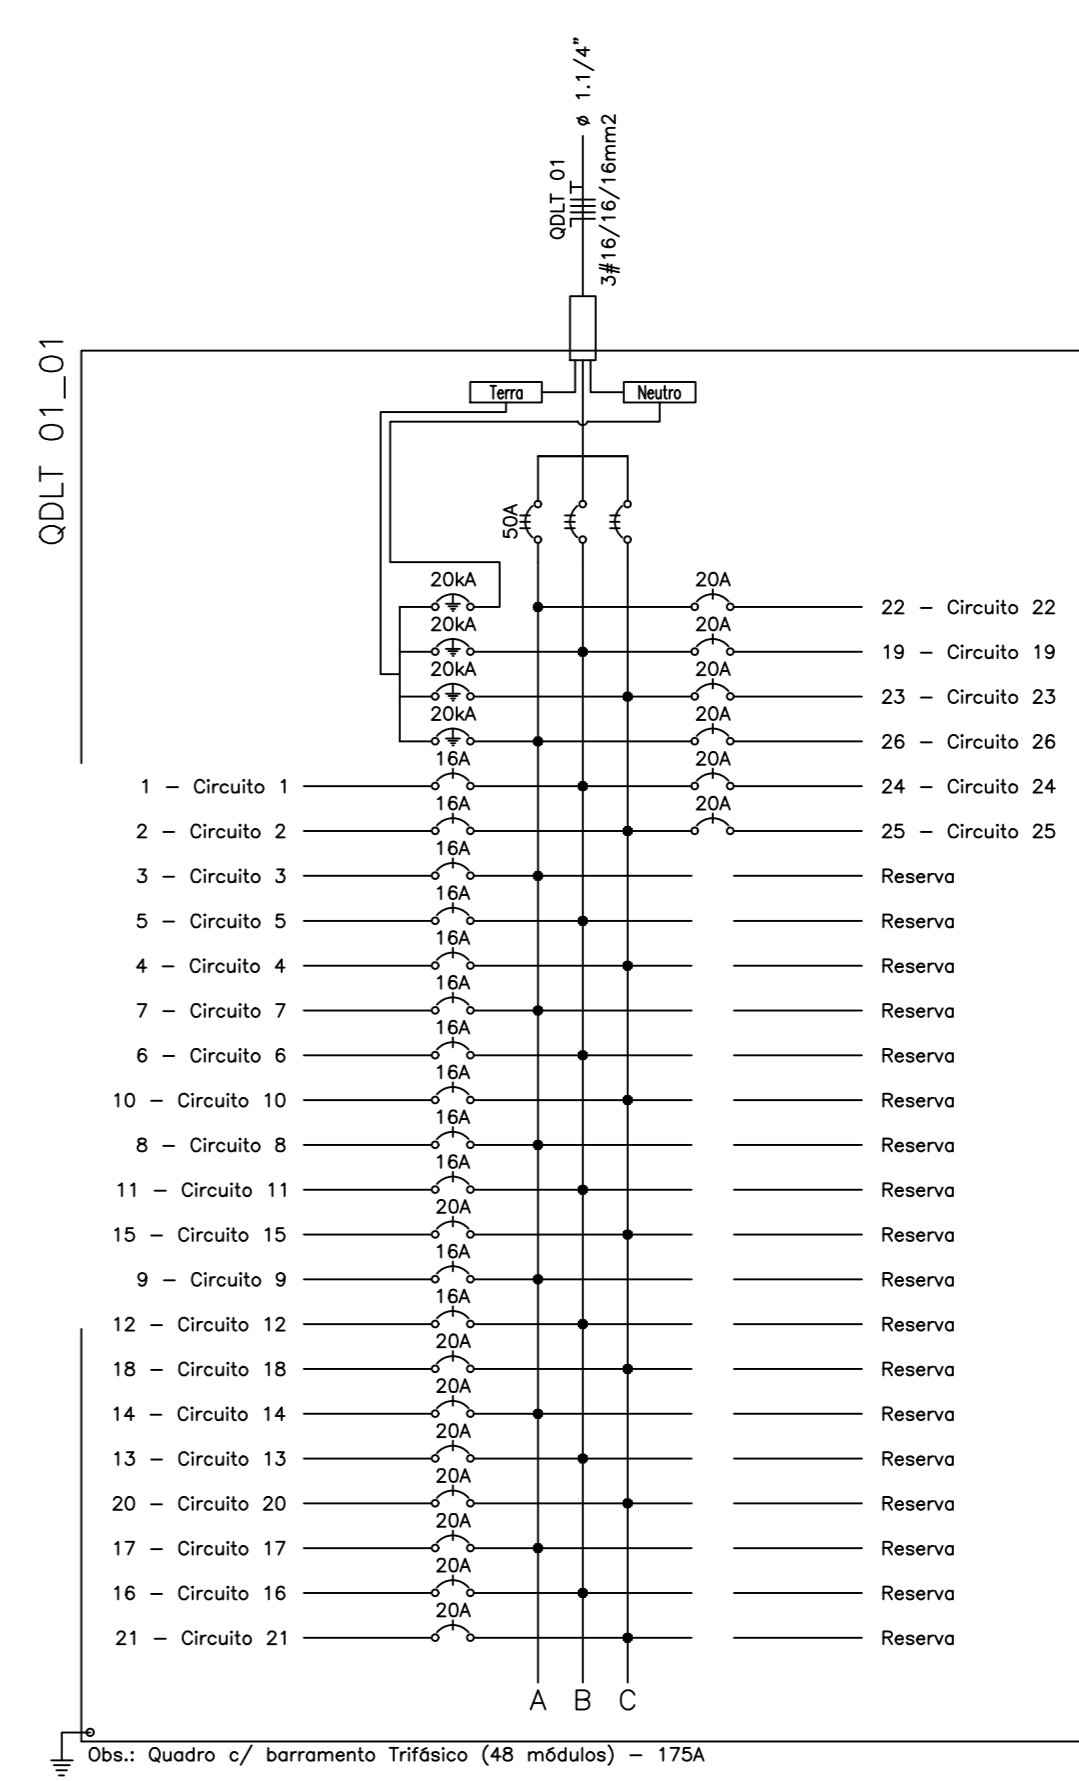 ø 1.1/4"
QDLT 01
3#16/16/16mm2
QDLT 01_01
Terra
Neutro
50A
20kA
20A
22 - Circuito 22
20kA
20A
19 - Circuito 19
20kA
20A
23 - Circuito 23
20kA
20A
26 - Circuito 26
1 - Circuito 1
16A
20A
24 - Circuito 24
2 - Circuito 2
16A
20A
25 - Circuito 25
3 - Circuito 3
16A
Reserva
5 - Circuito 5
16A
Reserva
4 - Circuito 4
16A
Reserva
7 - Circuito 7
16A
Reserva
6 - Circuito 6
16A
Reserva
10 - Circuito 10
16A
Reserva
8 - Circuito 8
16A
Reserva
11 - Circuito 11
16A
Reserva
15 - Circuito 15
20A
Reserva
9 - Circuito 9
16A
Reserva
12 - Circuito 12
16A
Reserva
18 - Circuito 18
20A
Reserva
14 - Circuito 14
20A
Reserva
13 - Circuito 13
20A
Reserva
20 - Circuito 20
20A
Reserva
17 - Circuito 17
20A
Reserva
16 - Circuito 16
20A
Reserva
21 - Circuito 21
20A
Reserva
A B C
Obs.: Quadro c/ barramento Trifásico (48 módulos) - 175A